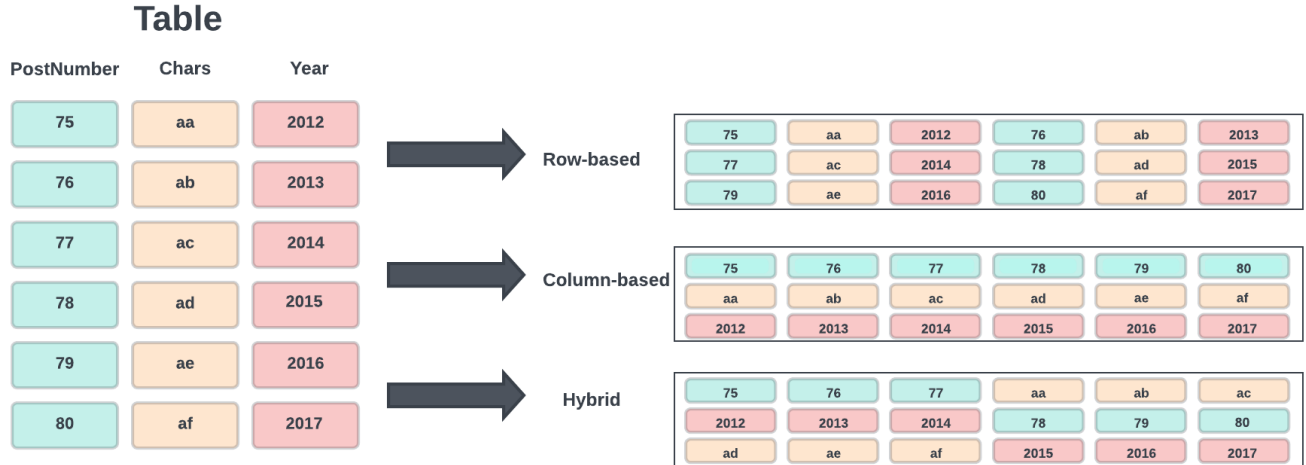 Table
PostNumber Chars Year
75 aa 2012
76 ab 2013
77 ac 2014
78 ad 2015
79 ae 2016
80 af 2017
Row-based
75 aa 2012 76 ab 2013
77 ac 2014 78 ad 2015
79 ae 2016 80 af 2017
Column-based
75 76 77 78 79 80
aa ab ac ad ae af
2012 2013 2014 2015 2016 2017
Hybrid
75 76 77 aa ab ac
2012 2013 2014 78 79 80
ad ae af 2015 2016 2017